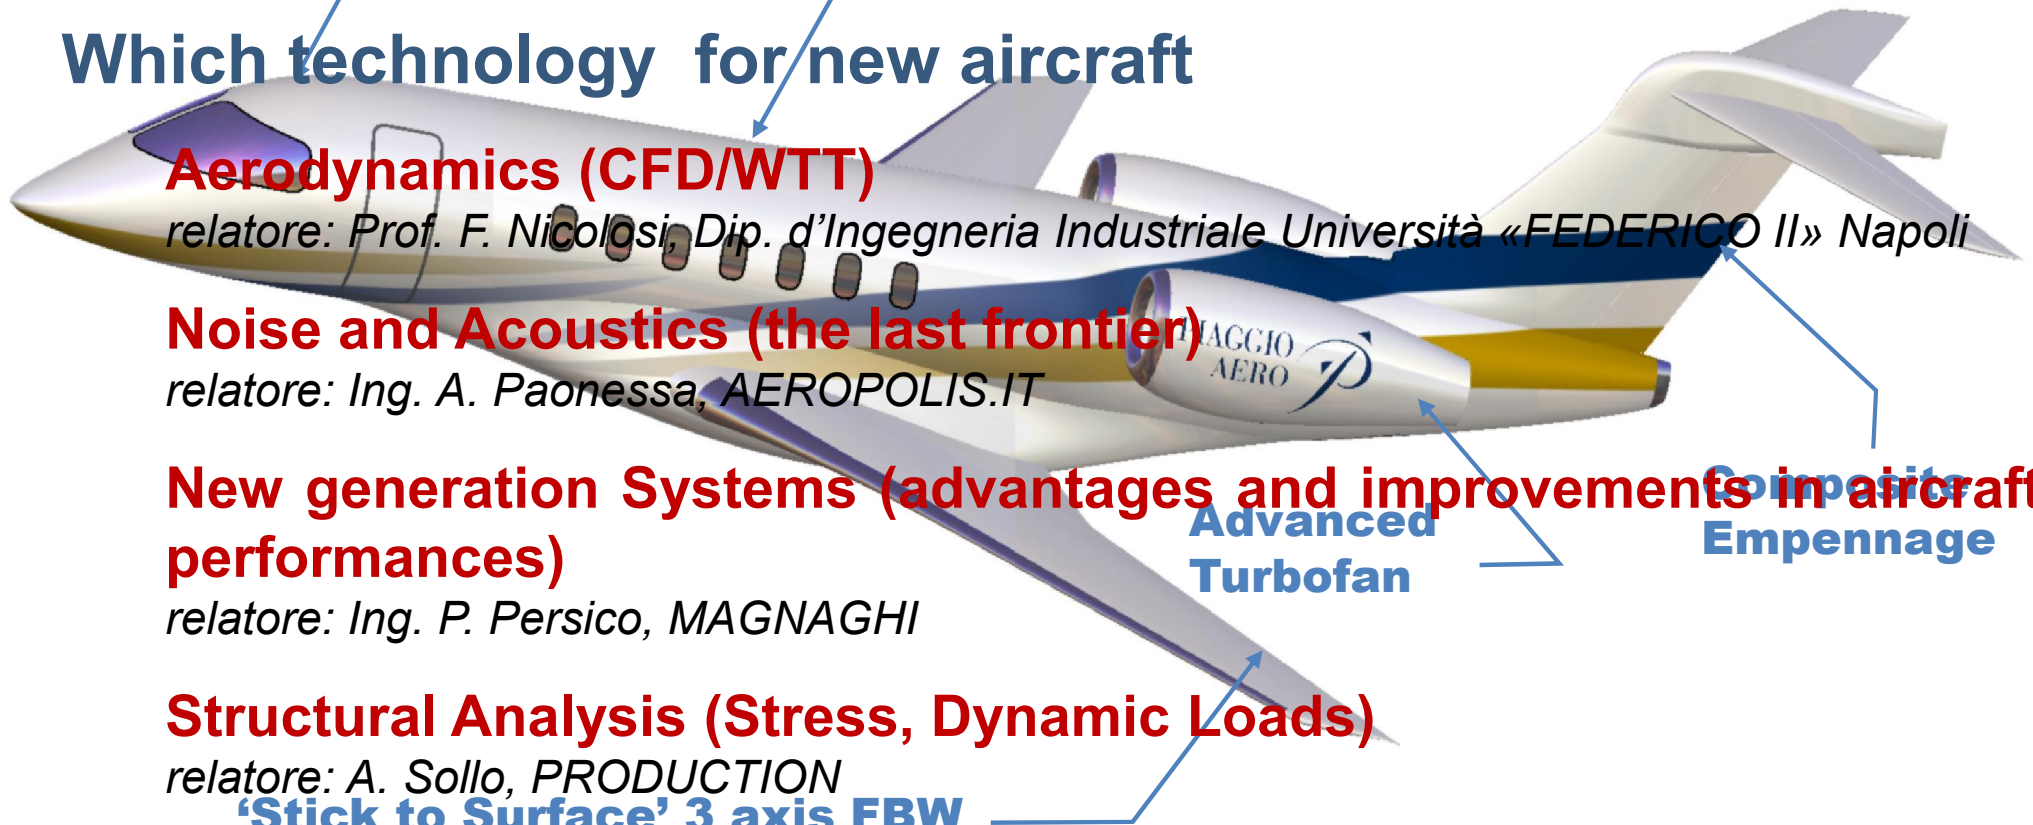 Which technology  for new aircraft
Aerodynamics (CFD/WTT)
relatore: Prof. F. Nicolosi, Dip. d’Ingegneria Industriale Università «FEDERICO II» Napoli
Noise and Acoustics (the last frontier)
relatore: Ing. A. Paonessa, AEROPOLIS.IT
PIAGGIO
AERO
New generation Systems (advantages and improvements in aircraft
performances)
relatore: Ing. P. Persico, MAGNAGHI
Advanced
Turbofan
Composite
Empennage
Structural Analysis (Stress, Dynamic Loads)
relatore: A. Sollo, PRODUCTION
‘Stick to Surface’ 3 axis FBW